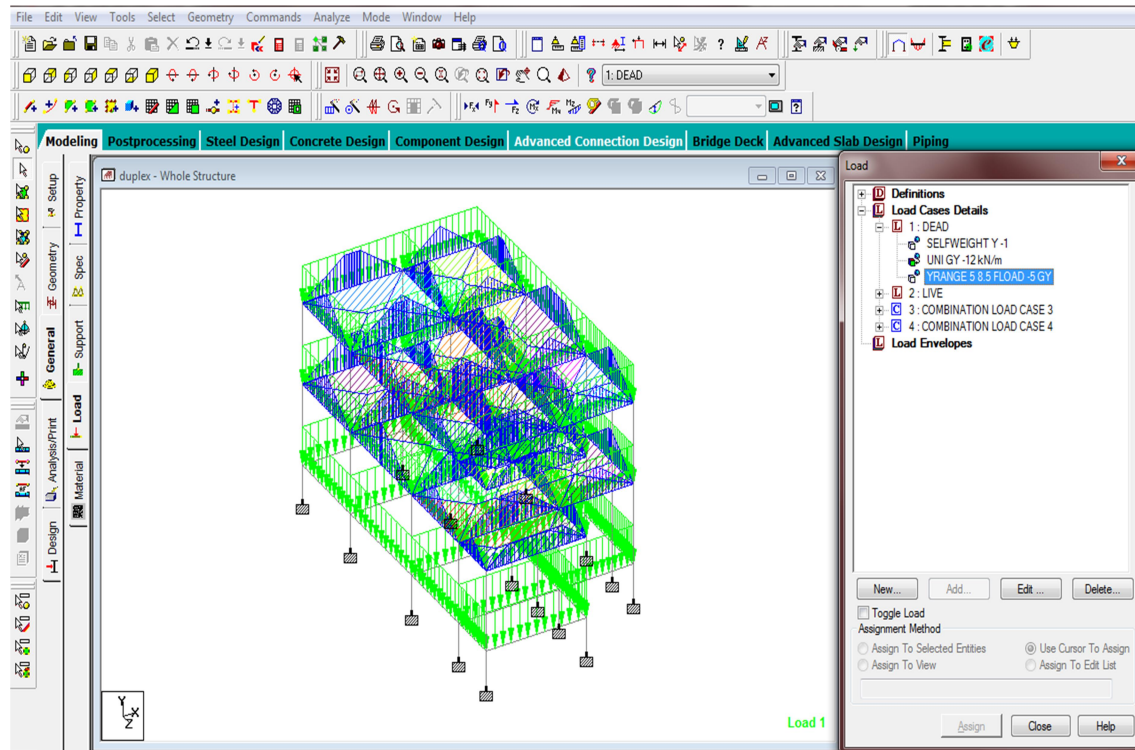 File Edit View Tools Select Geometry Commands Analyze Mode Window Help
1: DEAD
Modeling Postprocessing Steel Design Concrete Design Component Design Advanced Connection Design Bridge Deck Advanced Slab Design Piping
Setup
Geometry
General
Analysis/Print
Design
Property
Spec
Support
Load
Material
duplex - Whole Structure
Y
X
Z
Load 1
Load
Definitions
Load Cases Details
1 : DEAD
SELFWEIGHT Y -1
UNI GY -12 kN/m
YRANGE 5 8.5 FLOAD -5 GY
2 : LIVE
3 : COMBINATION LOAD CASE 3
4 : COMBINATION LOAD CASE 4
Load Envelopes
New... Add... Edit ... Delete...
Toggle Load
Assignment Method
Assign To Selected Entities Use Cursor To Assign
Assign To View Assign To Edit List
Assign Close Help